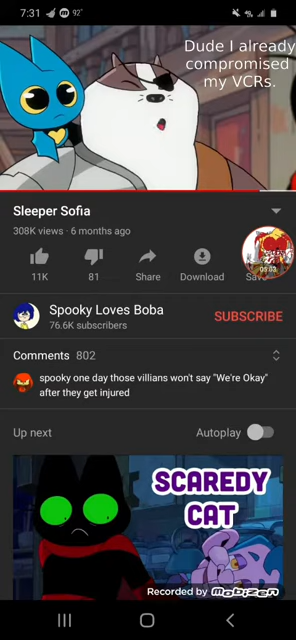 7:31
92°
Dude I already
compromised
my VCRs.
Sleeper Sofia
308K views · 6 months ago
11K
81
Share
Download
Save
05:03
Spooky Loves Boba
76.6K subscribers
SUBSCRIBE
Comments 802
spooky one day those villians won't say "We're Okay"
after they get injured
Up next
Autoplay
SCAREDY
CAT
Recorded by Mobizen